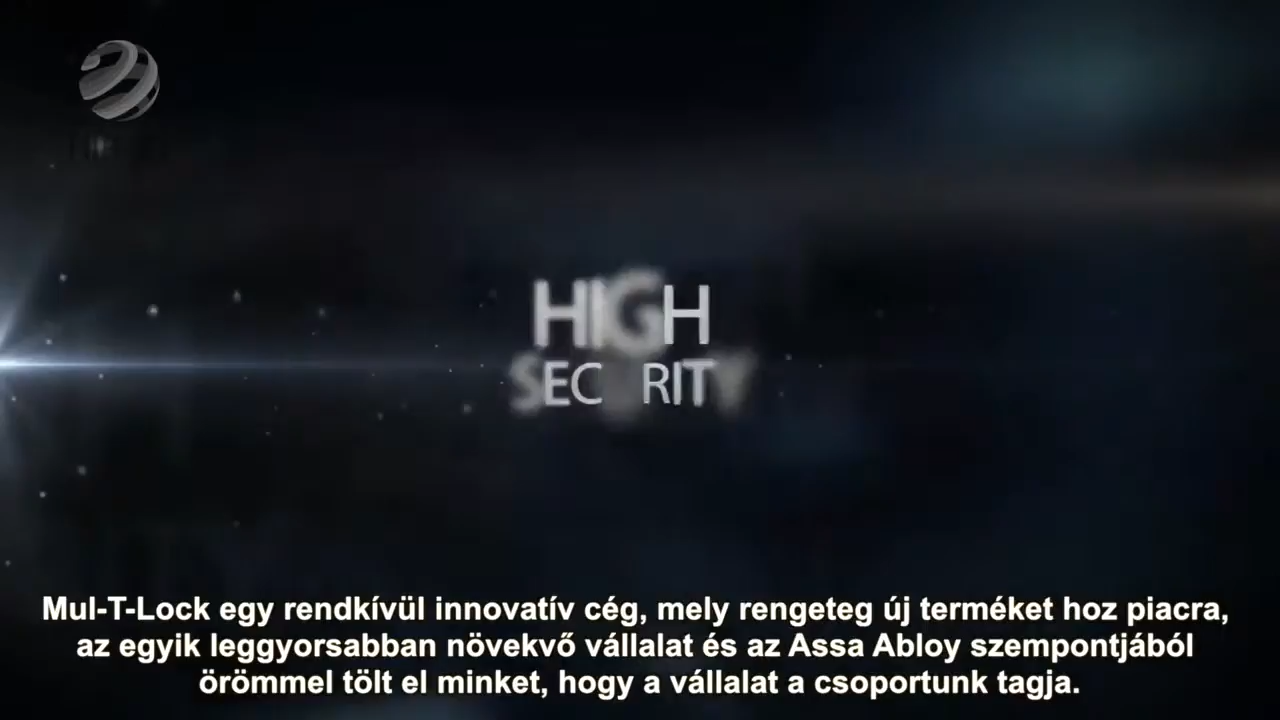 HIGH
SECURITY
Mul-T-Lock egy rendkívül innovatív cég, mely rengeteg új terméket hoz piacra,
az egyik leggyorsabban növekvő vállalat és az Assa Abloy szempontjából
örömmel tölt el minket, hogy a vállalat a csoportunk tagja.